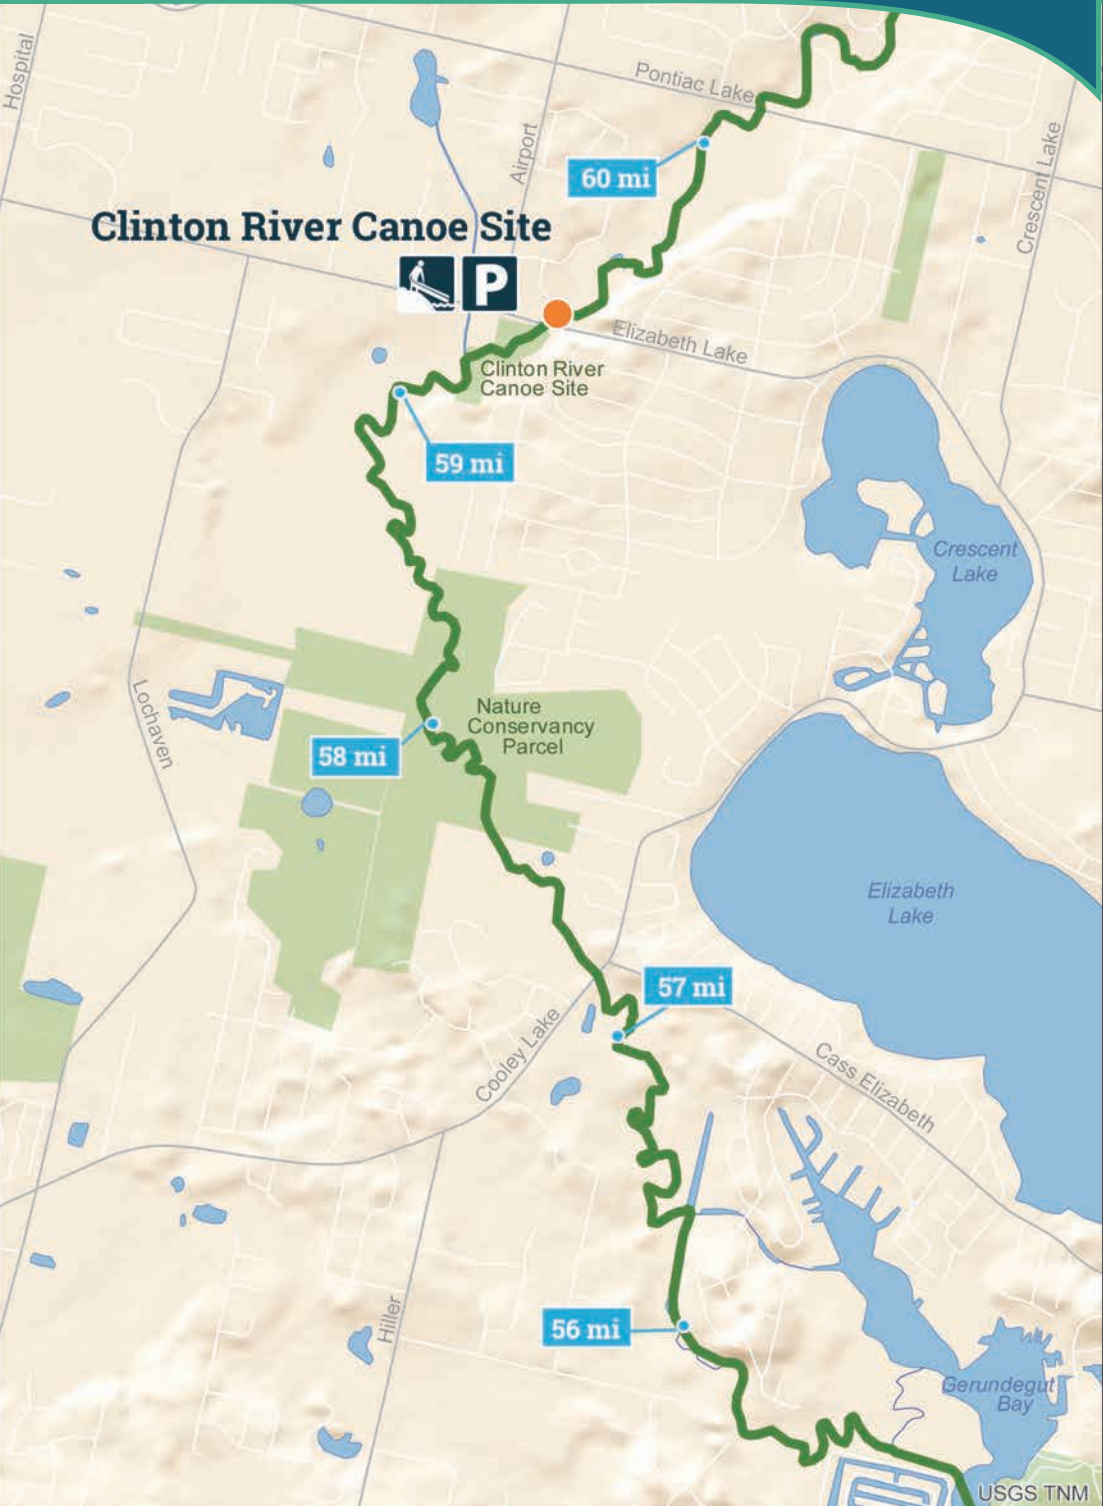 Hospital
Pontiac Lake
Airport
60 mi
Crescent Lake
Clinton River Canoe Site
P
Elizabeth Lake
Clinton River
Canoe Site
59 mi
Crescent
Lake
Lochaven
Nature
Conservancy
Parcel
58 mi
Elizabeth
Lake
57 mi
Cooley Lake
Cass Elizabeth
56 mi
Hiller
Gerundegut
Bay
USGS TNM